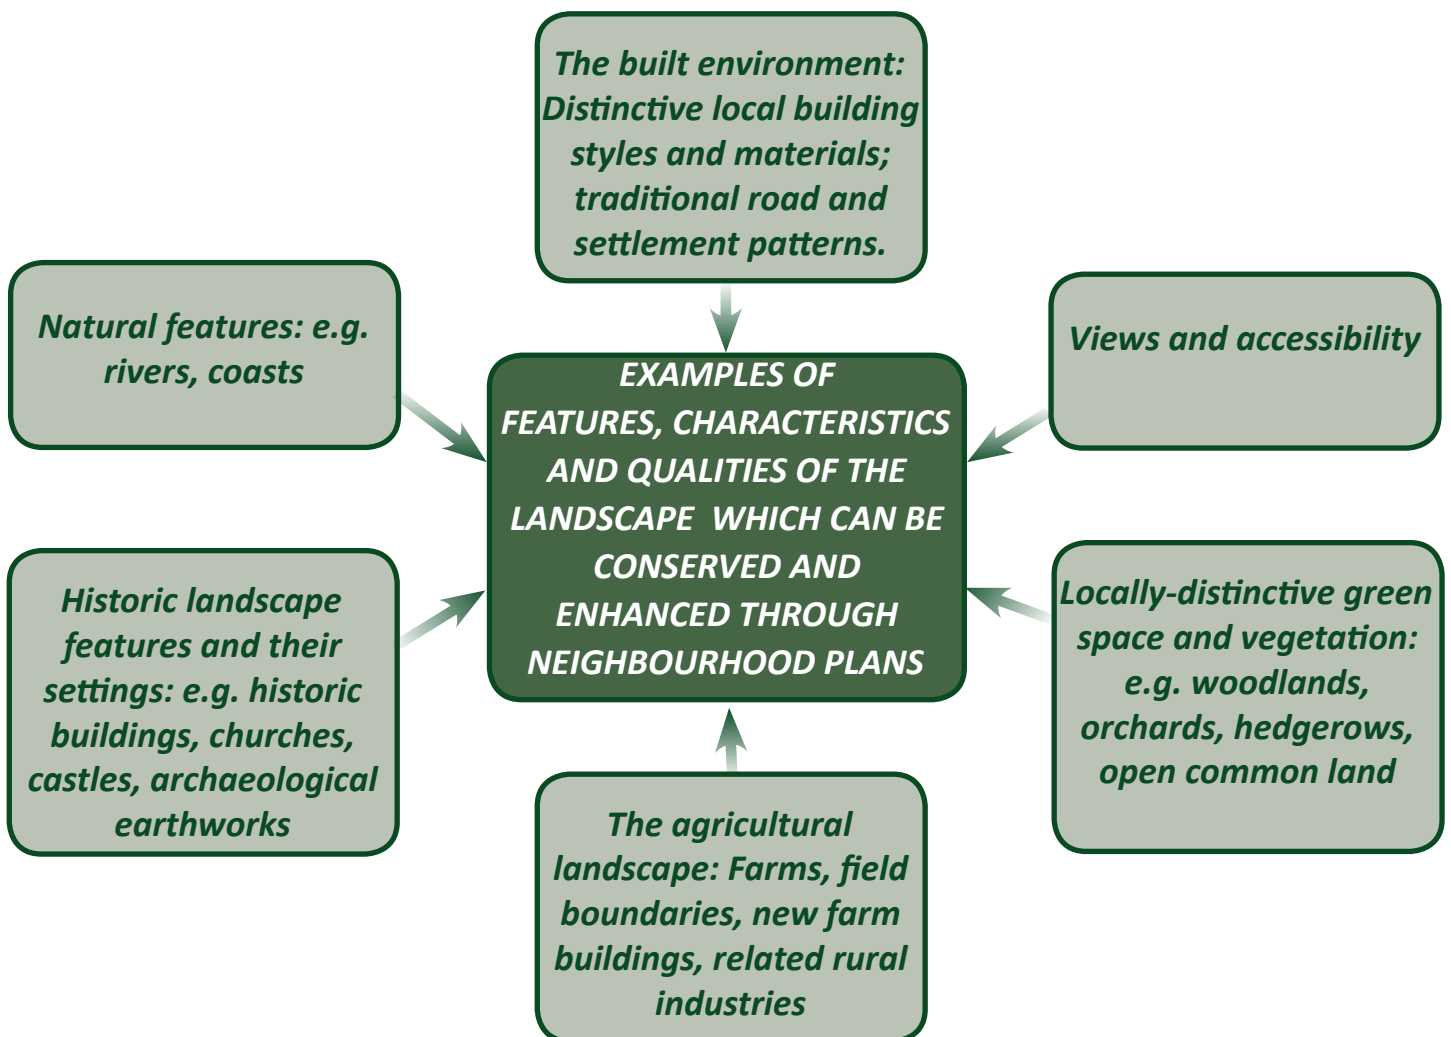 The built environment:
Distinctive local building
styles and materials;
traditional road and
settlement patterns.
Natural features: e.g.
rivers, coasts
Views and accessibility
EXAMPLES OF
FEATURES, CHARACTERISTICS
AND QUALITIES OF THE
LANDSCAPE  WHICH CAN BE
CONSERVED AND
ENHANCED THROUGH
NEIGHBOURHOOD PLANS
Historic landscape
features and their
settings: e.g. historic
buildings, churches,
castles, archaeological
earthworks
Locally-distinctive green
space and vegetation:
e.g. woodlands,
orchards, hedgerows,
open common land
The agricultural
landscape: Farms, field
boundaries, new farm
buildings, related rural
industries